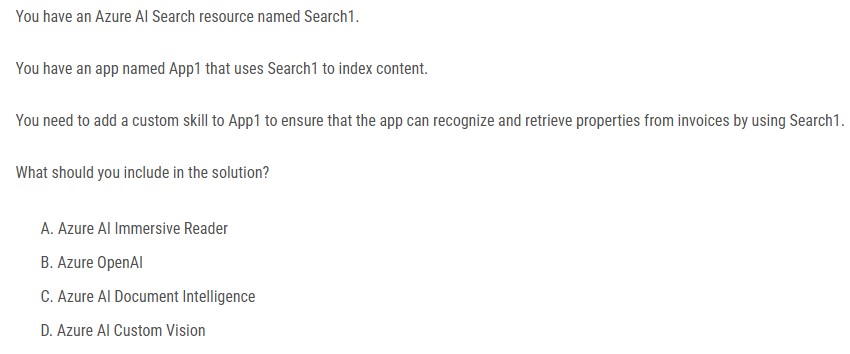 You have an Azure AI Search resource named Search1.
You have an app named App1 that uses Search1 to index content.
You need to add a custom skill to App1 to ensure that the app can recognize and retrieve properties from invoices by using Search1.
What should you include in the solution?
A. Azure AI Immersive Reader
B. Azure OpenAI
C. Azure AI Document Intelligence
D. Azure AI Custom Vision